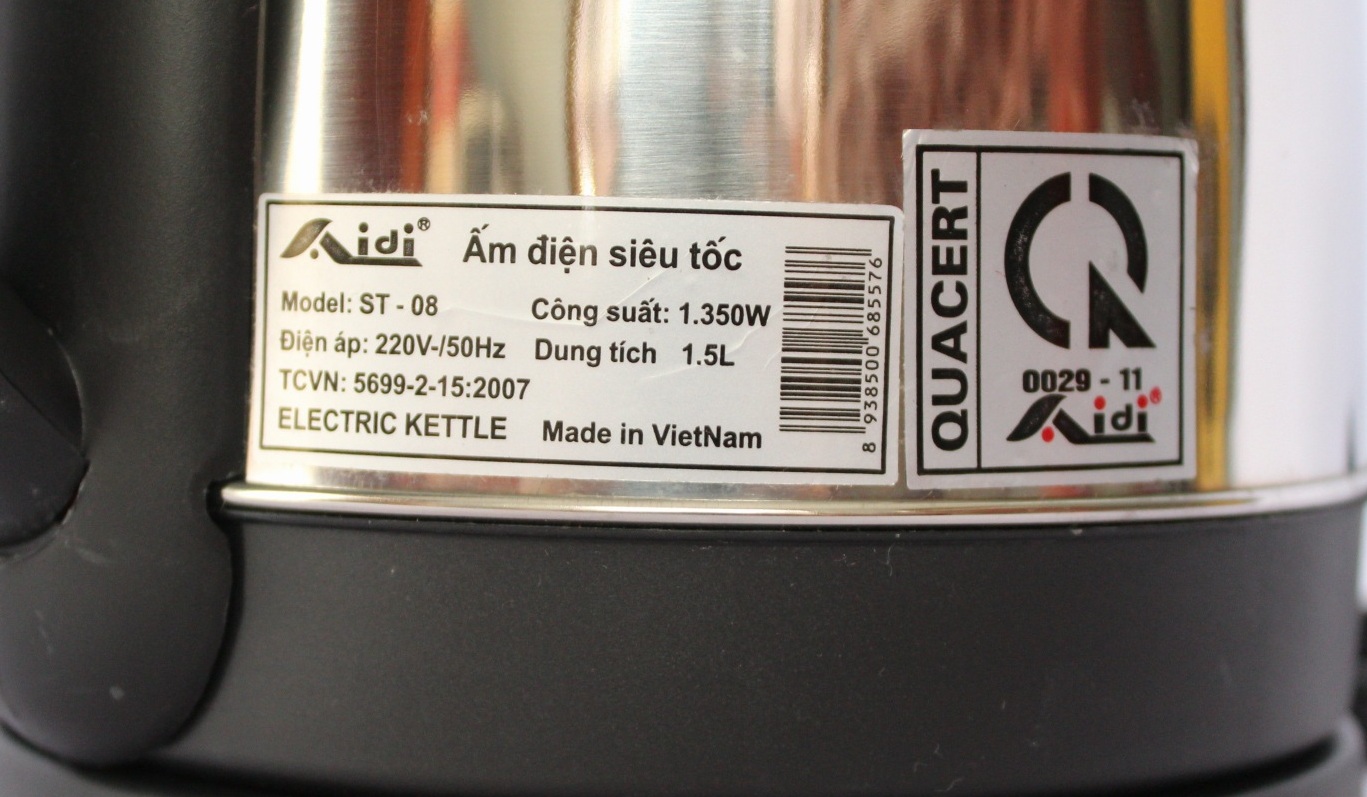 Aidi® Ấm điện siêu tốc
Model: ST - 08 Công suất: 1.350W
Điện áp: 220V-/50Hz Dung tích 1.5L
TCVN: 5699-2-15:2007
ELECTRIC KETTLE Made in VietNam
8 938500 685576
QUACERT
0029 - 11
Aidi®